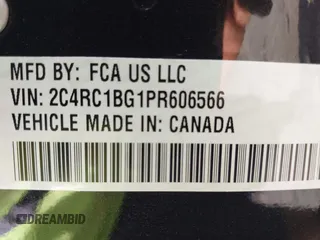 MFD BY: FCA US LLC
VIN: 2C4RC1BG1PR606566
VEHICLE MADE IN: CANADA
DREAMBID